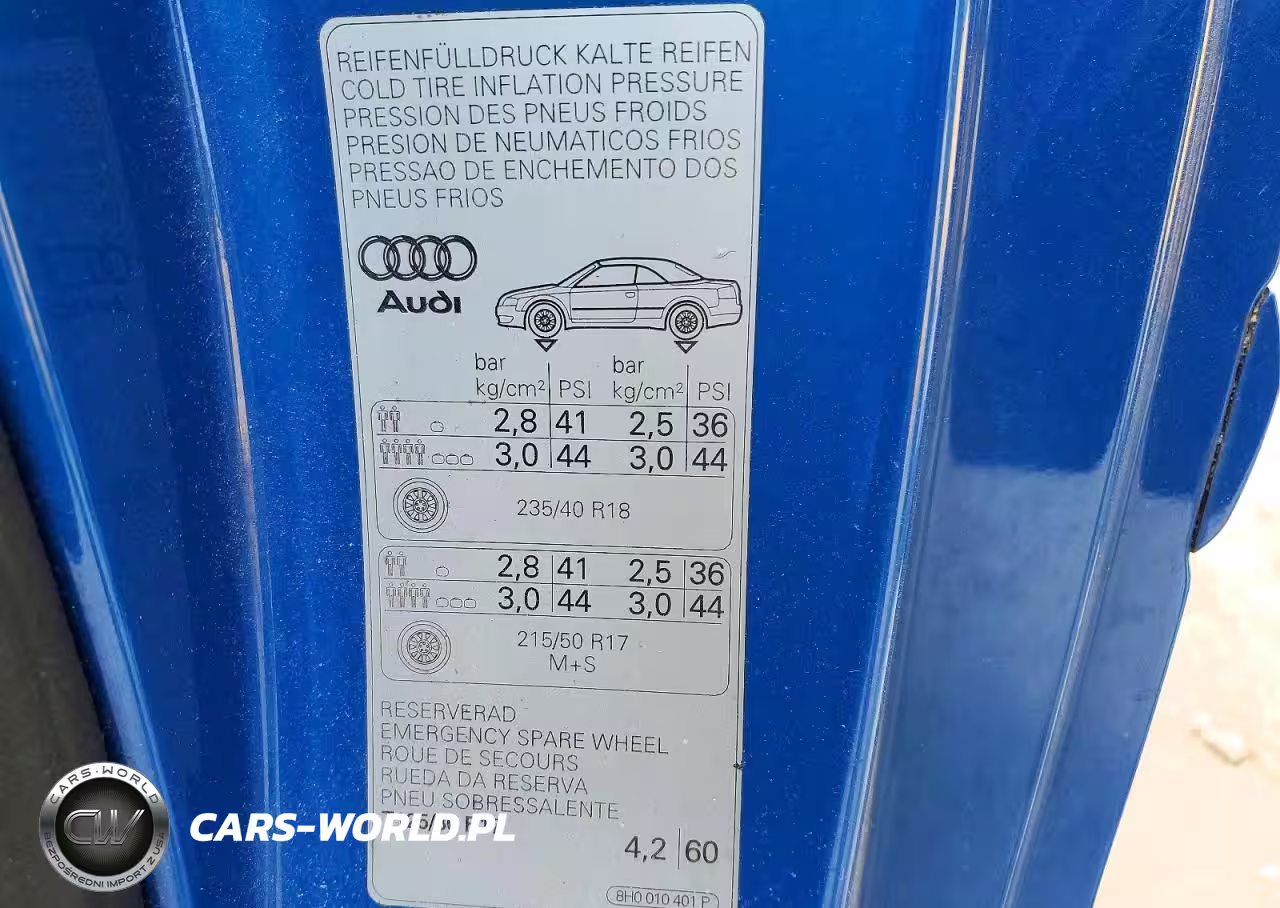 REIFENFÜLLDRUCK KALTE REIFEN
COLD TIRE INFLATION PRESSURE
PRESSION DES PNEUS FROIDS
PRESION DE NEUMATICOS FRIOS
PRESSAO DE ENCHEMENTO DOS
PNEUS FRIOS
Audi
bar bar
kg/cm² PSI kg/cm² PSI
2,8 41 2,5 36
3,0 44 3,0 44
235/40 R18
2,8 41 2,5 36
3,0 44 3,0 44
215/50 R17
M+S
RESERVERAD
EMERGENCY SPARE WHEEL
ROUE DE SECOURS
RUEDA DA RESERVA
PNEU SOBRESSALENTE
4,2 60
8H0 010 401 P
CARS-WORLD
CW
BEZPOŚREDNI IMPORT Z USA
CARS-WORLD.PL